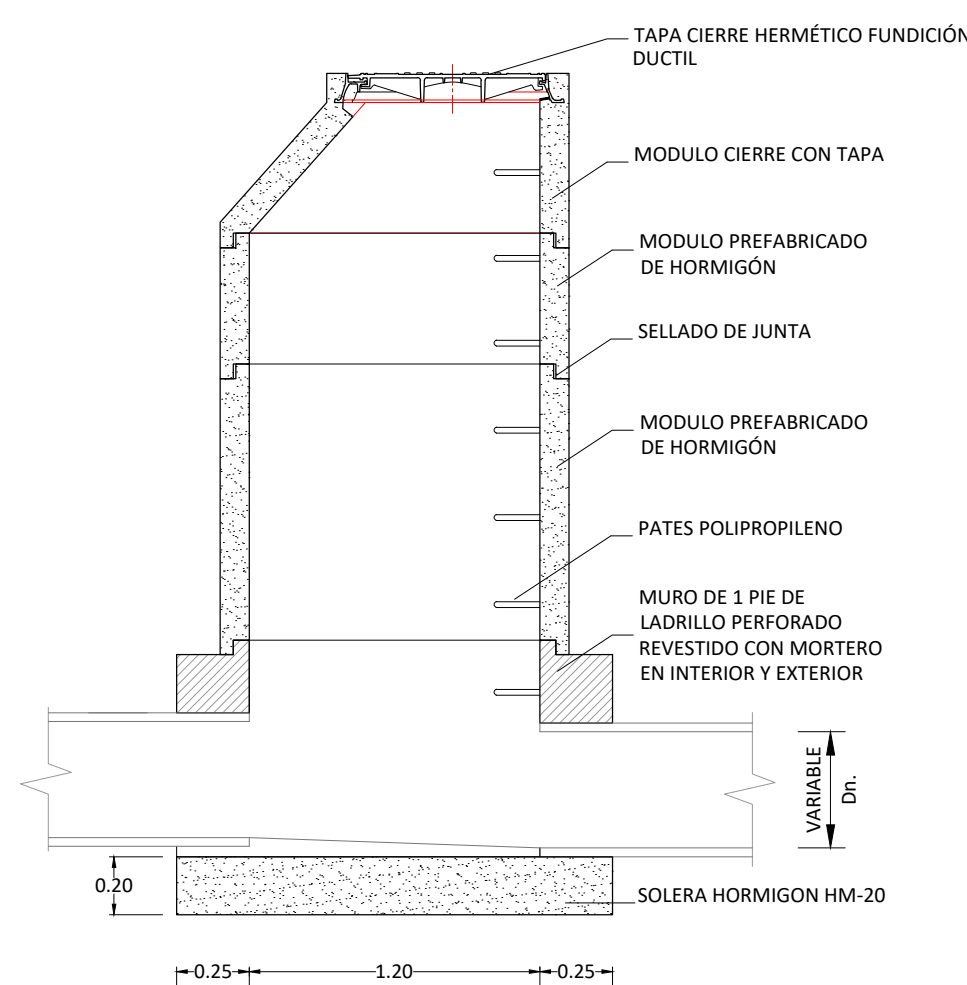 TAPA CIERRE HERMÉTICO FUNDICIÓN
DUCTIL
MODULO CIERRE CON TAPA
MODULO PREFABRICADO
DE HORMIGÓN
SELLADO DE JUNTA
MODULO PREFABRICADO
DE HORMIGÓN
PATES POLIPROPILENO
MURO DE 1 PIE DE
LADRILLO PERFORADO
REVESTIDO CON MORTERO
EN INTERIOR Y EXTERIOR
VARIABLE
Dn.
0.20
SOLERA HORMIGON HM-20
0.25
1.20
0.25